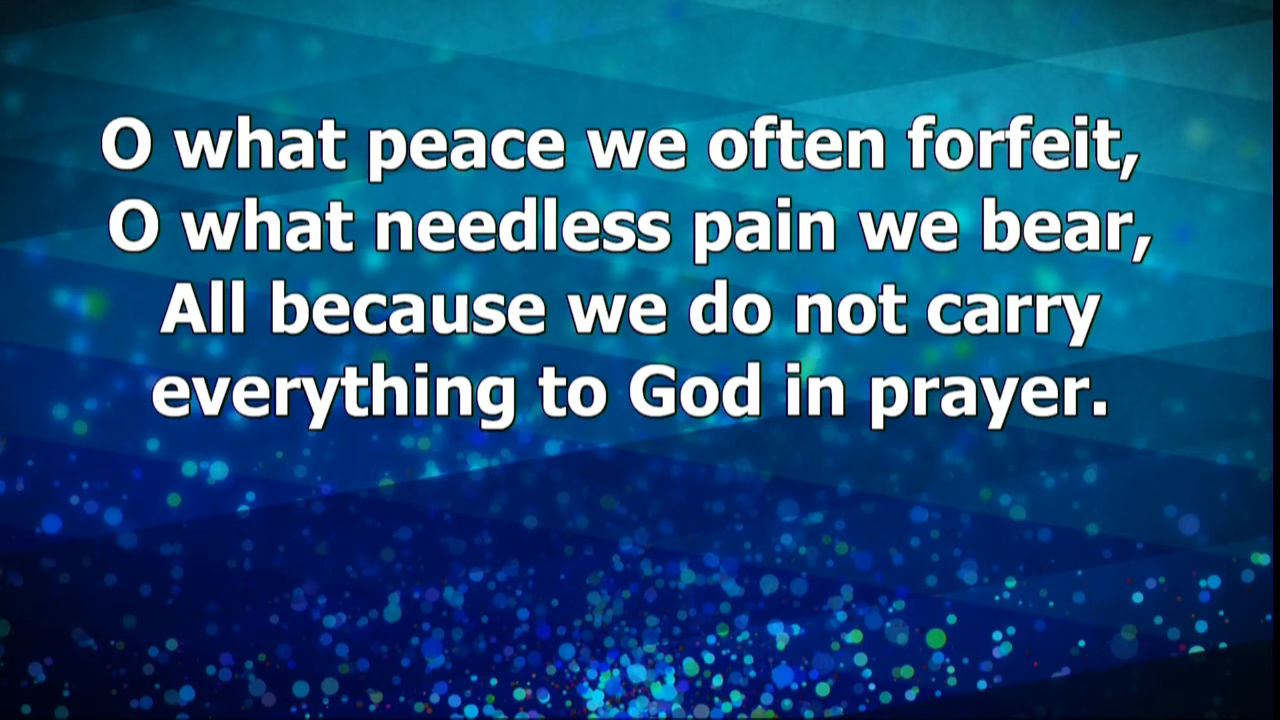 O what peace we often forfeit,
O what needless pain we bear,
All because we do not carry
everything to God in prayer.